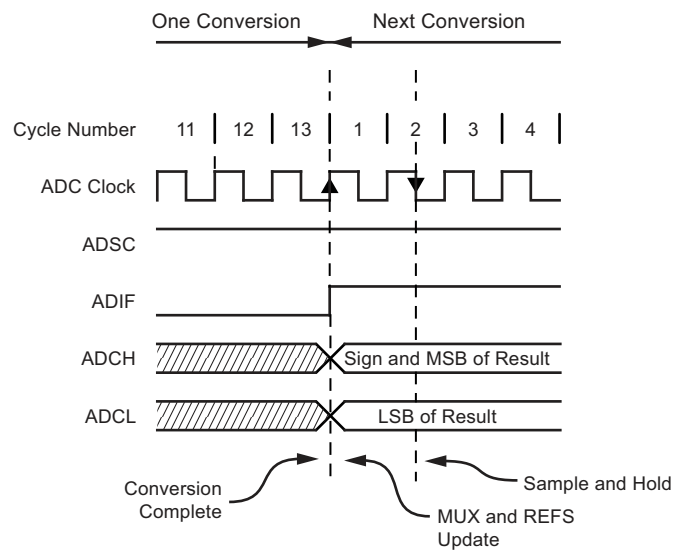 One Conversion Next Conversion
Cycle Number 11 12 13 1 2 3 4
ADC Clock
ADSC
ADIF
ADCH Sign and MSB of Result
ADCL LSB of Result
Conversion
Complete
MUX and REFS
Update
Sample and Hold